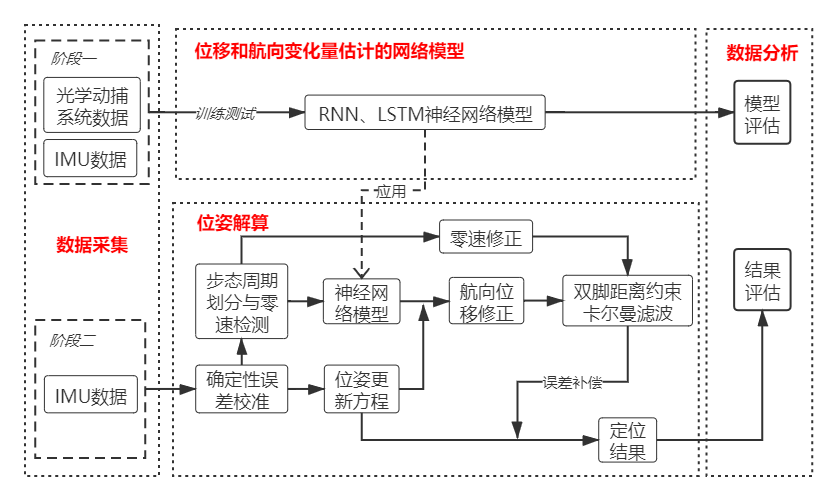 位移和航向变化量估计的网络模型
数据分析
阶段一
光学动捕
系统数据
IMU数据
训练测试
RNN、LSTM神经网络模型
模型
评估
应用
数据采集
位姿解算
零速修正
步态周期
划分与零
速检测
神经网
络模型
航向位
移修正
双脚距离约束
卡尔曼滤波
结果
评估
阶段二
IMU数据
确定性误
差校准
位姿更
新方程
误差补偿
定位
结果